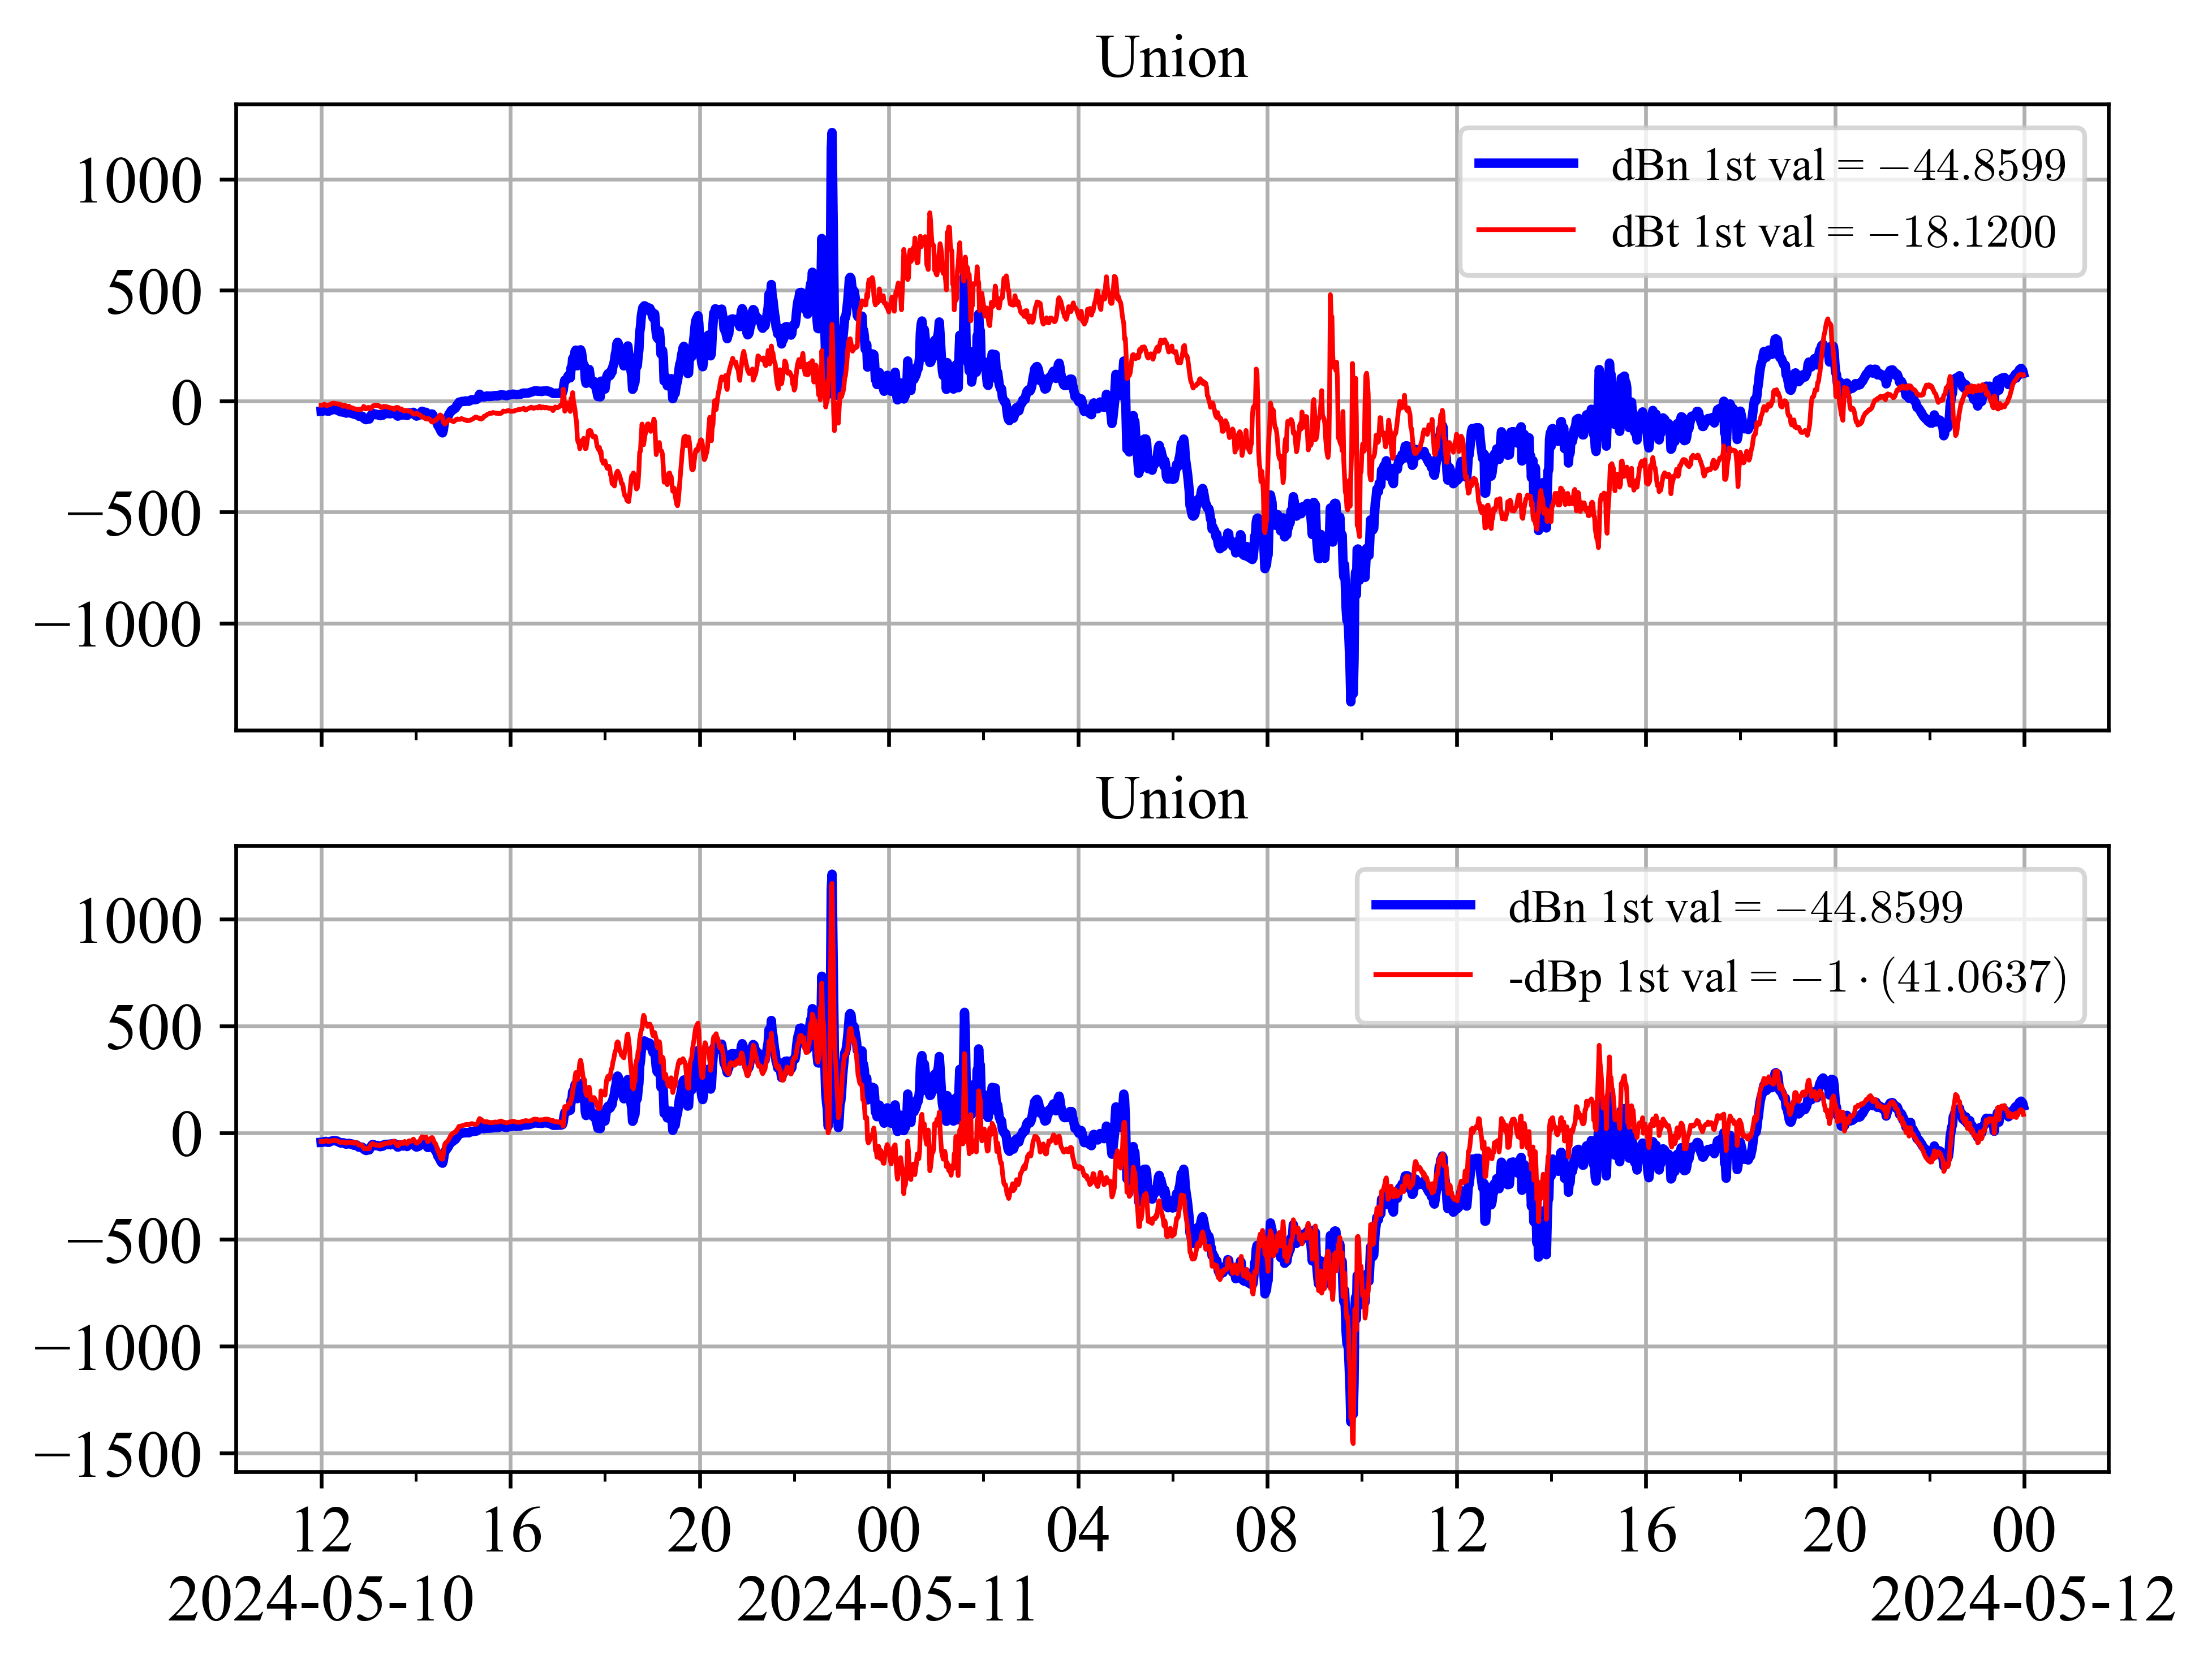 Union
1000
500
0
−500
−1000
dBn 1st val = −44.8599
dBt 1st val = −18.1200
Union
1000
500
0
−500
−1000
−1500
dBn 1st val = −44.8599
-dBp 1st val = −1 · (41.0637)
12 16 20 00 04 08 12 16 20 00
2024-05-10 2024-05-11 2024-05-12